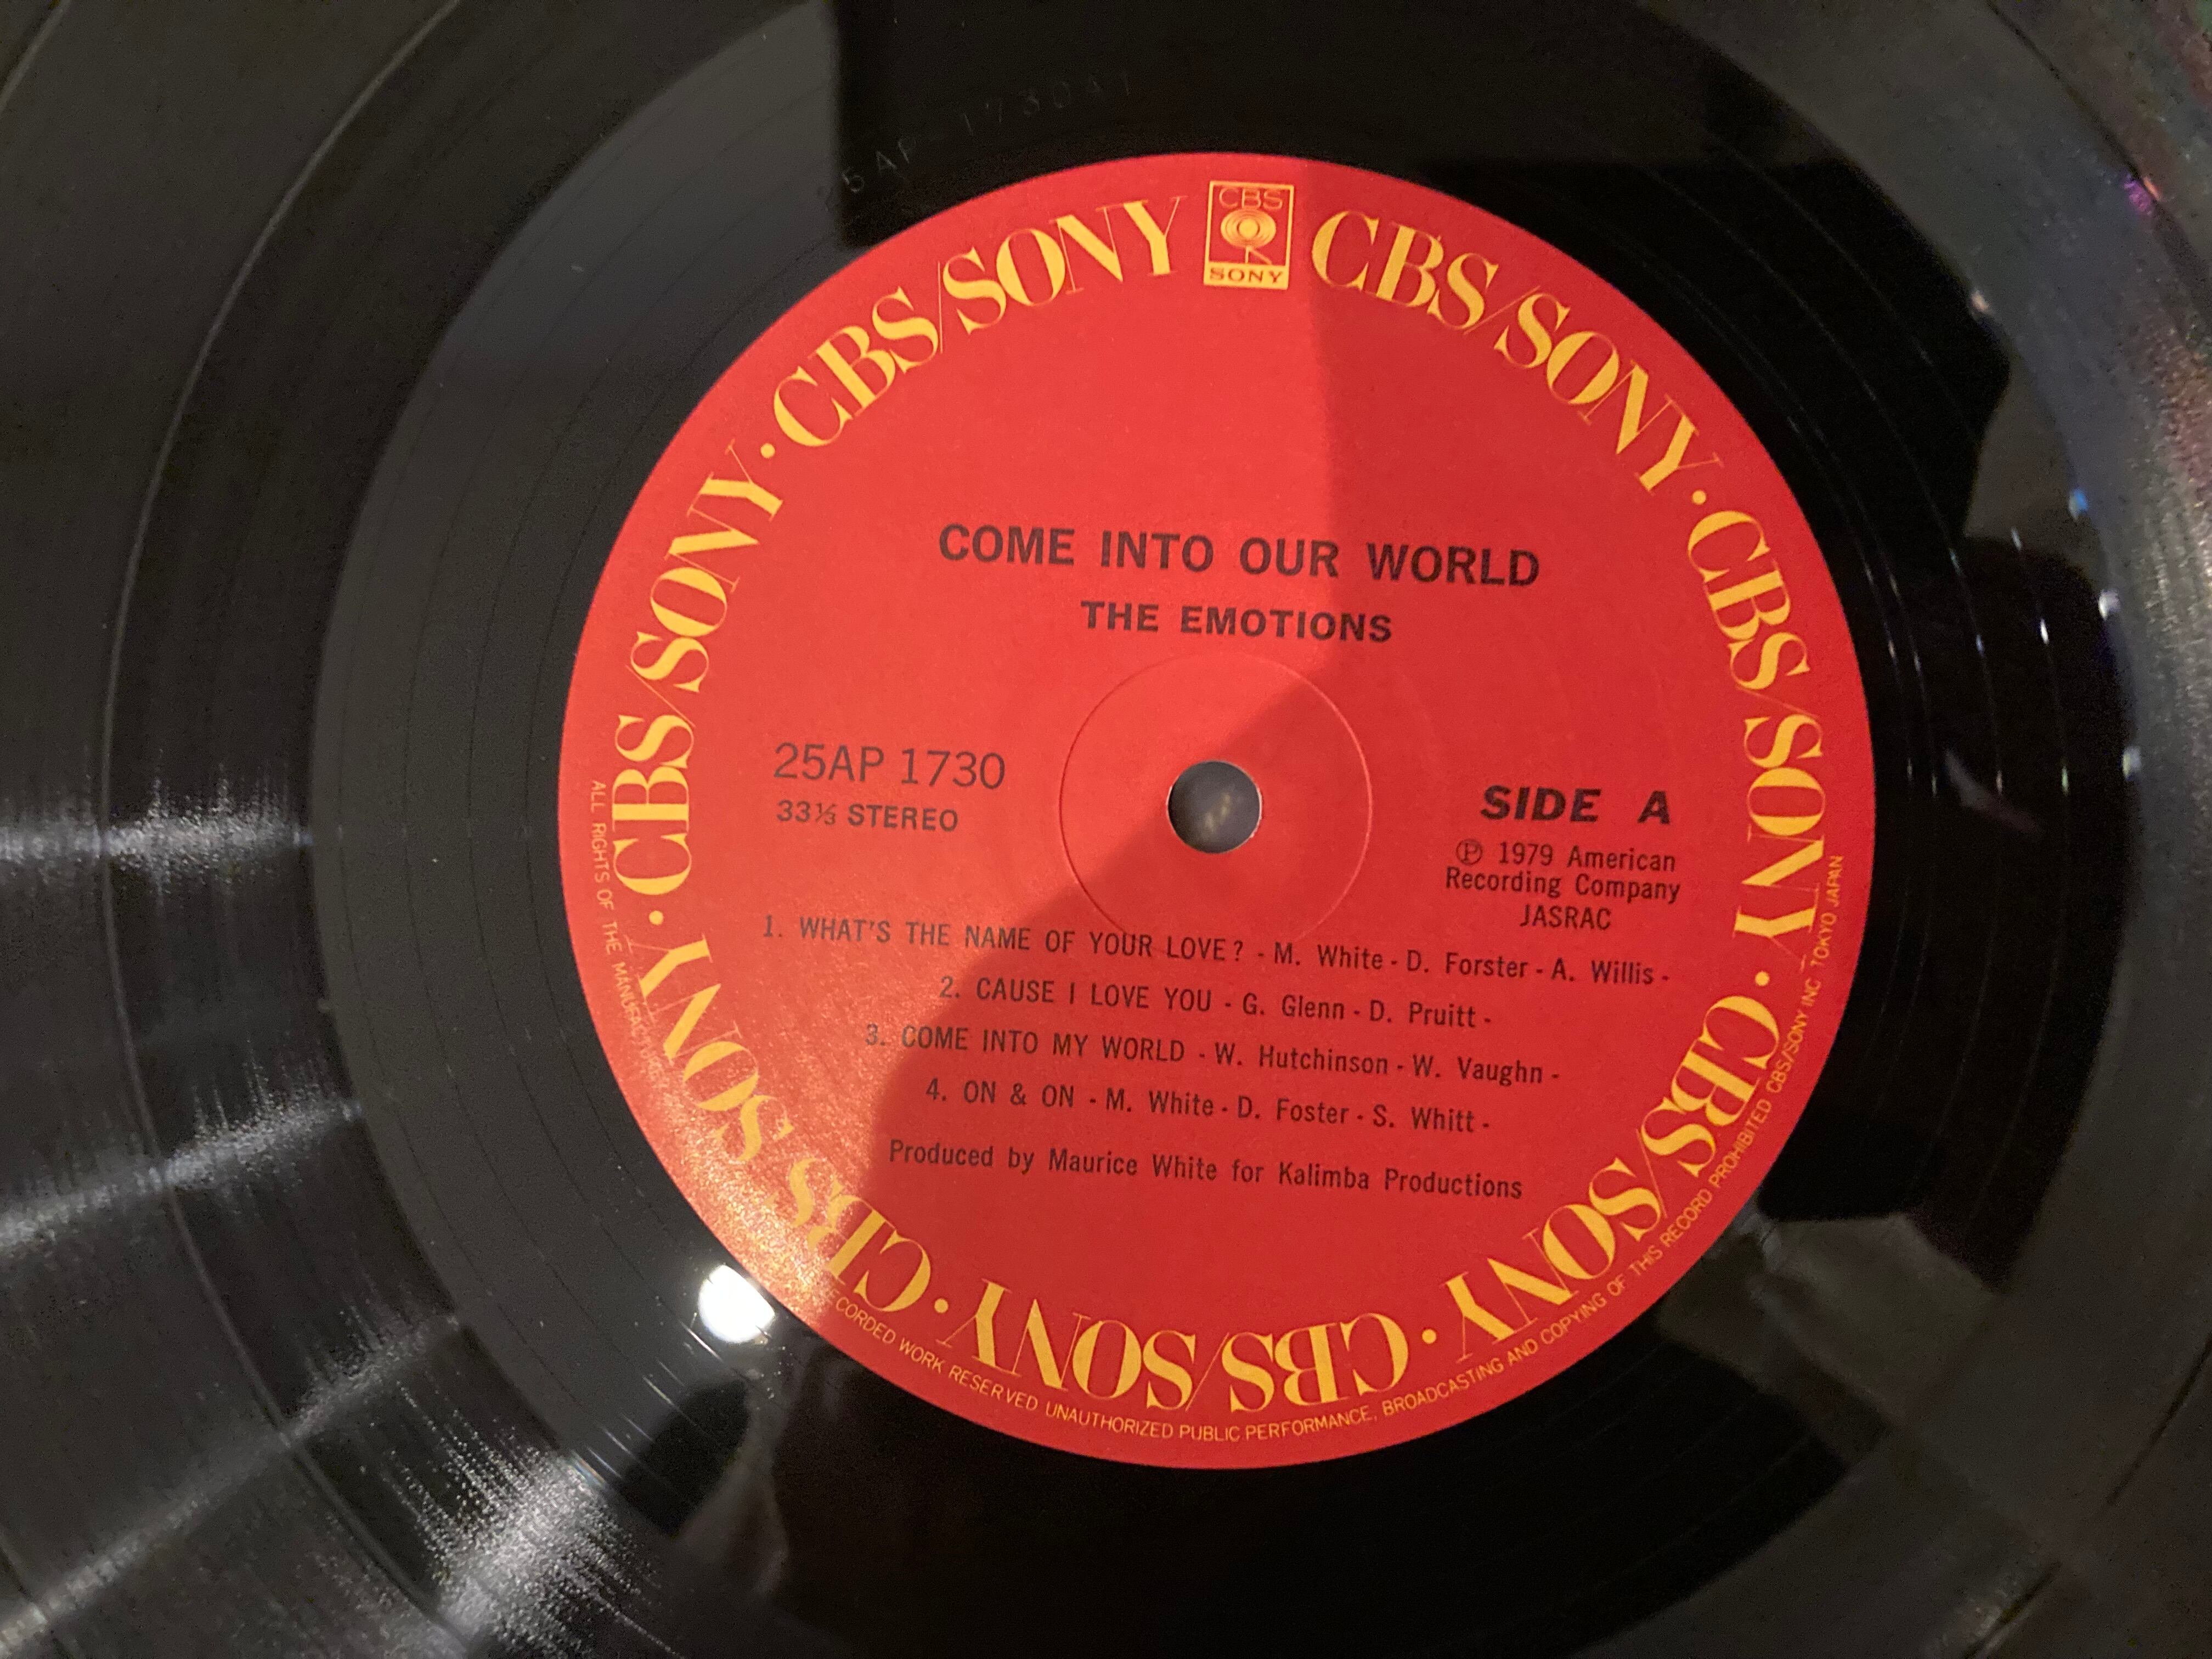 5AP 1730A1
CBS
SONY
CBS/SONY · CBS/SONY · CBS/SONY · CBS/SONY · CBS/SONY · CBS/SONY · CBS/SONY · CBS/SONY
COME INTO OUR WORLD
THE EMOTIONS
25AP 1730
33⅓ STEREO
SIDE A
Ⓟ 1979 American
Recording Company
JASRAC
1. WHAT'S THE NAME OF YOUR LOVE? - M. White - D. Forster - A. Willis -
2. CAUSE I LOVE YOU - G. Glenn - D. Pruitt -
3. COME INTO MY WORLD - W. Hutchinson - W. Vaughn -
4. ON & ON - M. White - D. Foster - S. Whitt -
Produced by Maurice White for Kalimba Productions
ALL RIGHTS OF THE MANUFACTURER CORDED WORK RESERVED UNAUTHORIZED PUBLIC PERFORMANCE, BROADCASTING AND COPYING OF THIS RECORD PROHIBITED CBS/SONY INC TOKYO JAPAN